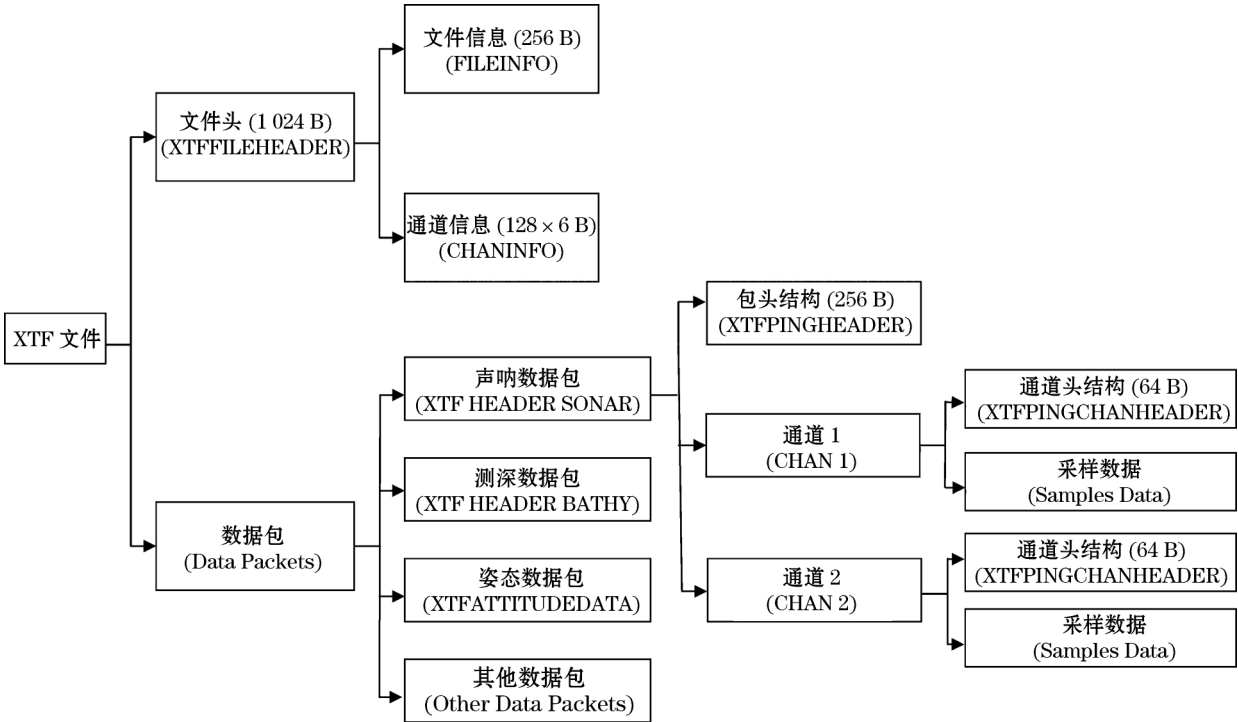 文件信息 (256 B)
(FILEINFO)
文件头 (1 024 B)
(XTFFILEHEADER)
通道信息 (128 × 6 B)
(CHANINFO)
包头结构 (256 B)
(XTFPINGHEADER)
XTF 文件
声呐数据包
(XTF HEADER SONAR)
通道头结构 (64 B)
(XTFPINGCHANHEADER)
通道 1
(CHAN 1)
采样数据
(Samples Data)
测深数据包
(XTF HEADER BATHY)
数据包
(Data Packets)
通道头结构 (64 B)
(XTFPINGCHANHEADER)
姿态数据包
(XTFATTITUDEDATA)
通道 2
(CHAN 2)
采样数据
(Samples Data)
其他数据包
(Other Data Packets)